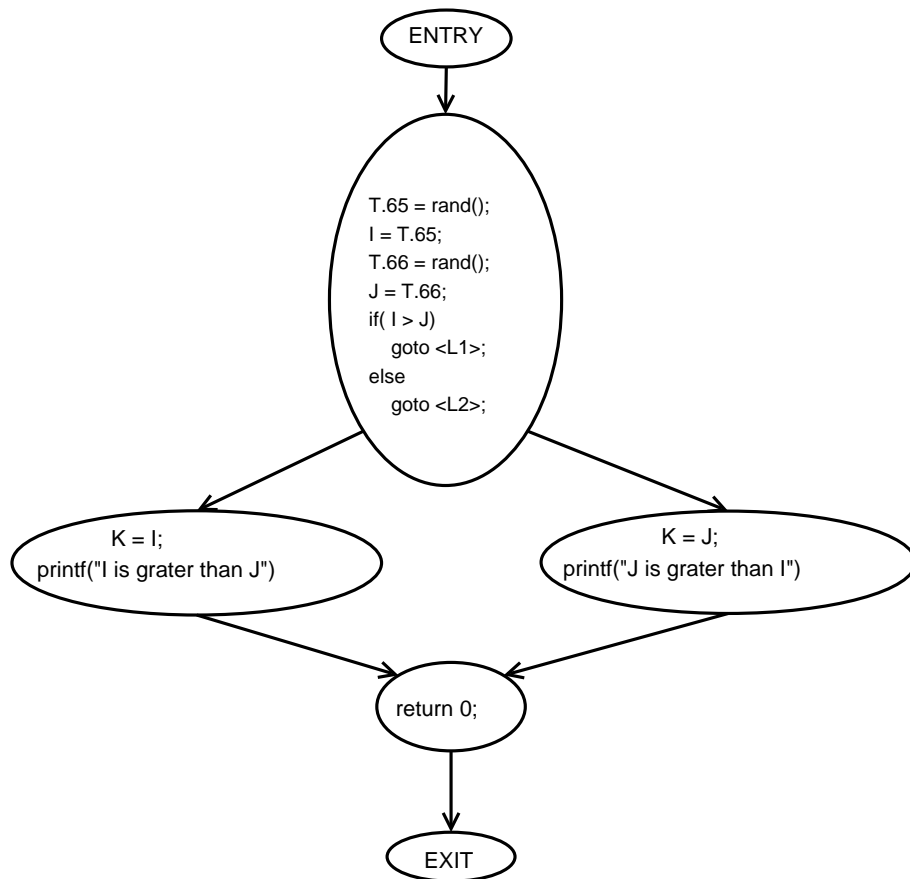 ENTRY
T.65 = rand();
I = T.65;
T.66 = rand();
J = T.66;
if( I > J)
goto <L1>;
else
goto <L2>;
K = I;
printf("I is grater than J")
K = J;
printf("J is grater than I")
return 0;
EXIT